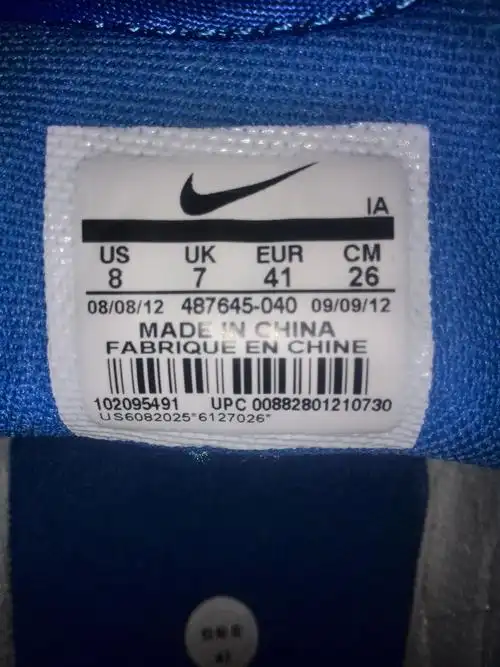 IA
US UK EUR CM
8 7 41 26
08/08/12 487645-040 09/09/12
MADE IN CHINA
FABRIQUE EN CHINE
102095491 UPC 00882801210730
US6082025*6127026*